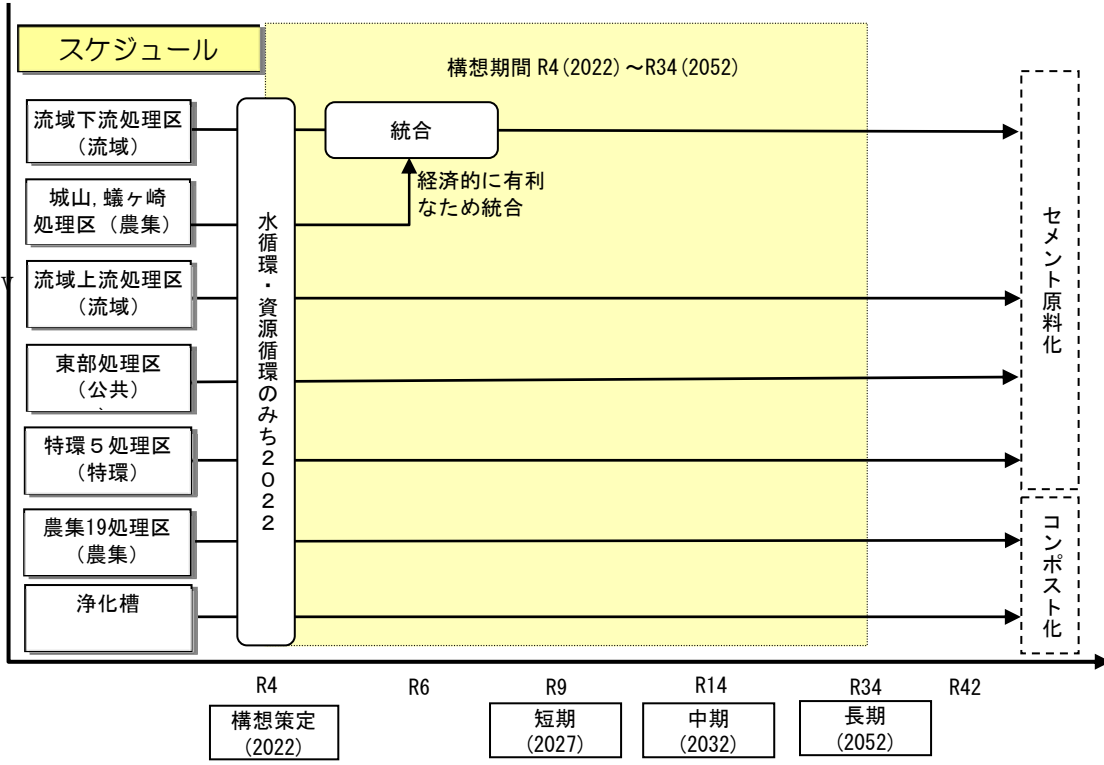 スケジュール
構想期間 R4(2022)～R34(2052)
流域下流処理区
（流域）
統合
経済的に有利
なため統合
城山,蟻ヶ崎
処理区（農集）
流域上流処理区
（流域）
東部処理区
（公共）
特環５処理区
（特環）
農集19処理区
（農集）
浄化槽
水循環・資源循環のみち２０２２
セメント原料化
コンポスト化
R4
R6
R9
R14
R34
R42
構想策定
(2022)
短期
(2027)
中期
(2032)
長期
(2052)